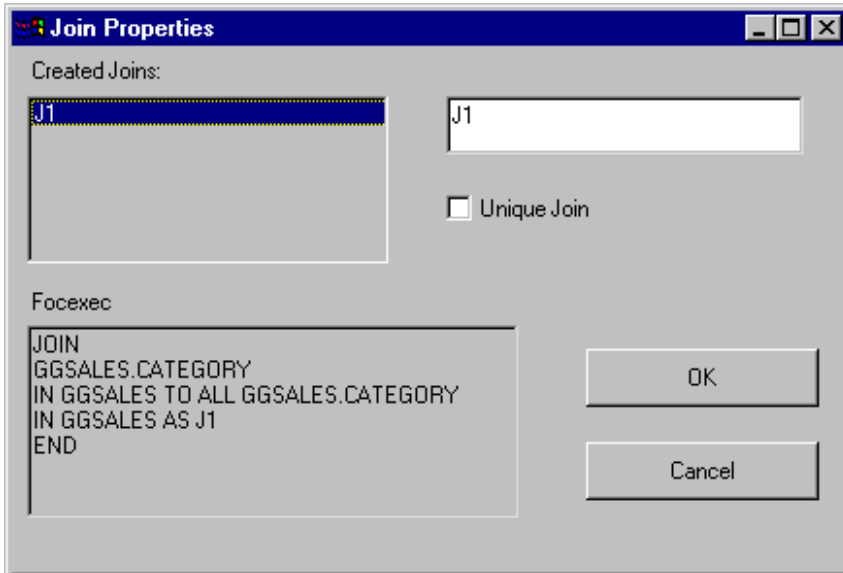 Join Properties
Created Joins:
J1
J1
Unique Join
Focexec
JOIN
GGSALES.CATEGORY
IN GGSALES TO ALL GGSALES.CATEGORY
IN GGSALES AS J1
END
OK
Cancel